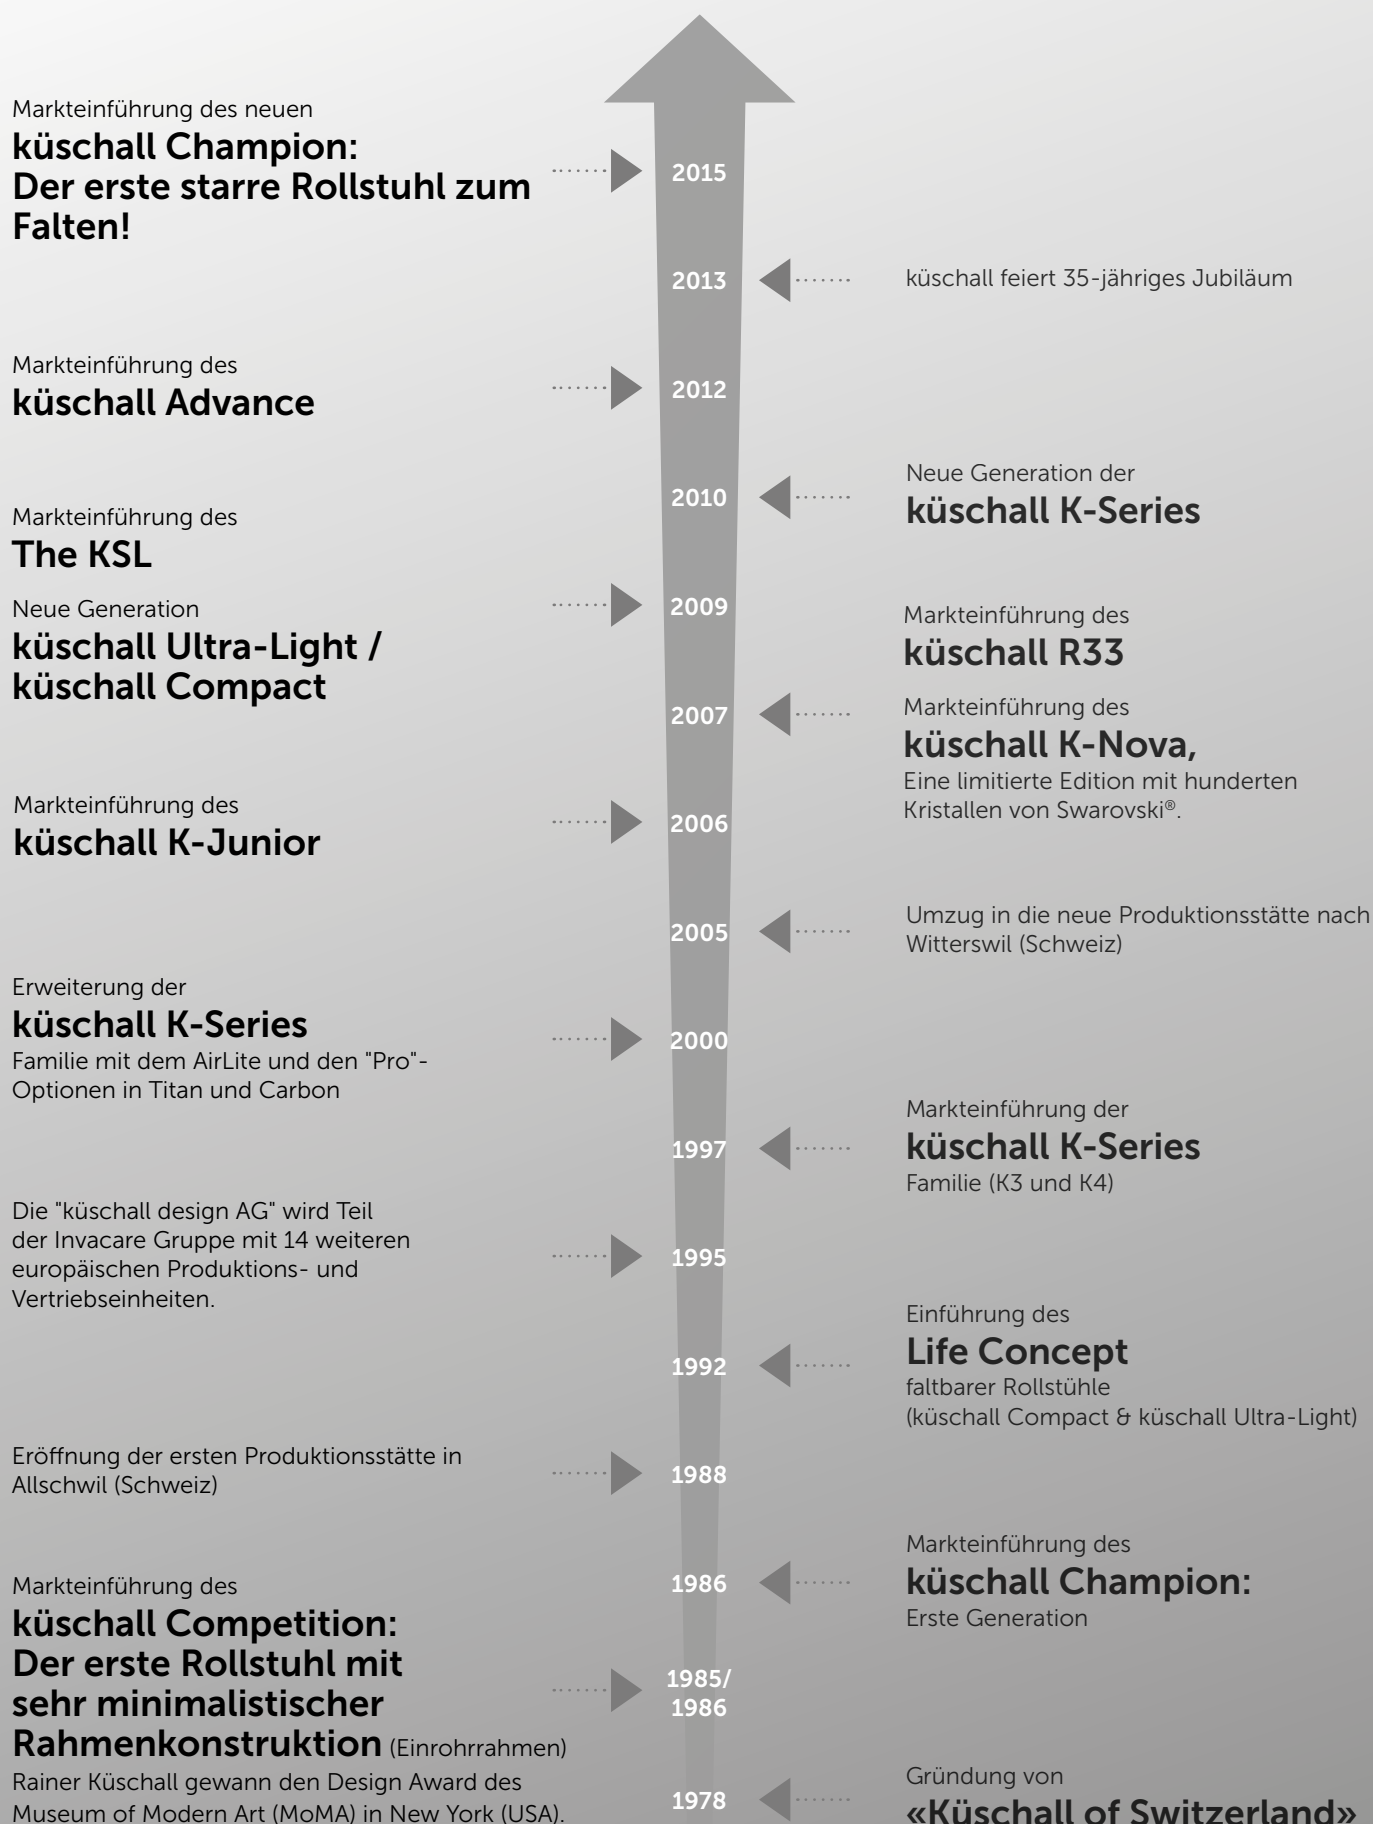 Markteinführung des neuen
küschall Champion:
Der erste starre Rollstuhl zum
Falten!
2015
2013
küschall feiert 35-jähriges Jubiläum
Markteinführung des
küschall Advance
2012
Neue Generation der
küschall K-Series
2010
Markteinführung des
The KSL
Neue Generation
küschall Ultra-Light /
küschall Compact
2009
Markteinführung des
küschall R33
Markteinführung des
küschall K-Nova,
Eine limitierte Edition mit hunderten
Kristallen von Swarovski®.
2007
Markteinführung des
küschall K-Junior
2006
2005
Umzug in die neue Produktionsstätte nach
Witterswil (Schweiz)
Erweiterung der
küschall K-Series
Familie mit dem AirLite und den "Pro"-
Optionen in Titan und Carbon
2000
1997
Markteinführung der
küschall K-Series
Familie (K3 und K4)
Die "küschall design AG" wird Teil
der Invacare Gruppe mit 14 weiteren
europäischen Produktions- und
Vertriebseinheiten.
1995
1992
Einführung des
Life Concept
faltbarer Rollstühle
(küschall Compact & küschall Ultra-Light)
Eröffnung der ersten Produktionsstätte in
Allschwil (Schweiz)
1988
1986
Markteinführung des
küschall Champion:
Erste Generation
Markteinführung des
küschall Competition:
Der erste Rollstuhl mit
sehr minimalistischer
Rahmenkonstruktion (Einrohrrahmen)
Rainer Küschall gewann den Design Award des
Museum of Modern Art (MoMA) in New York (USA).
1985/
1986
1978
Gründung von
«Küschall of Switzerland»